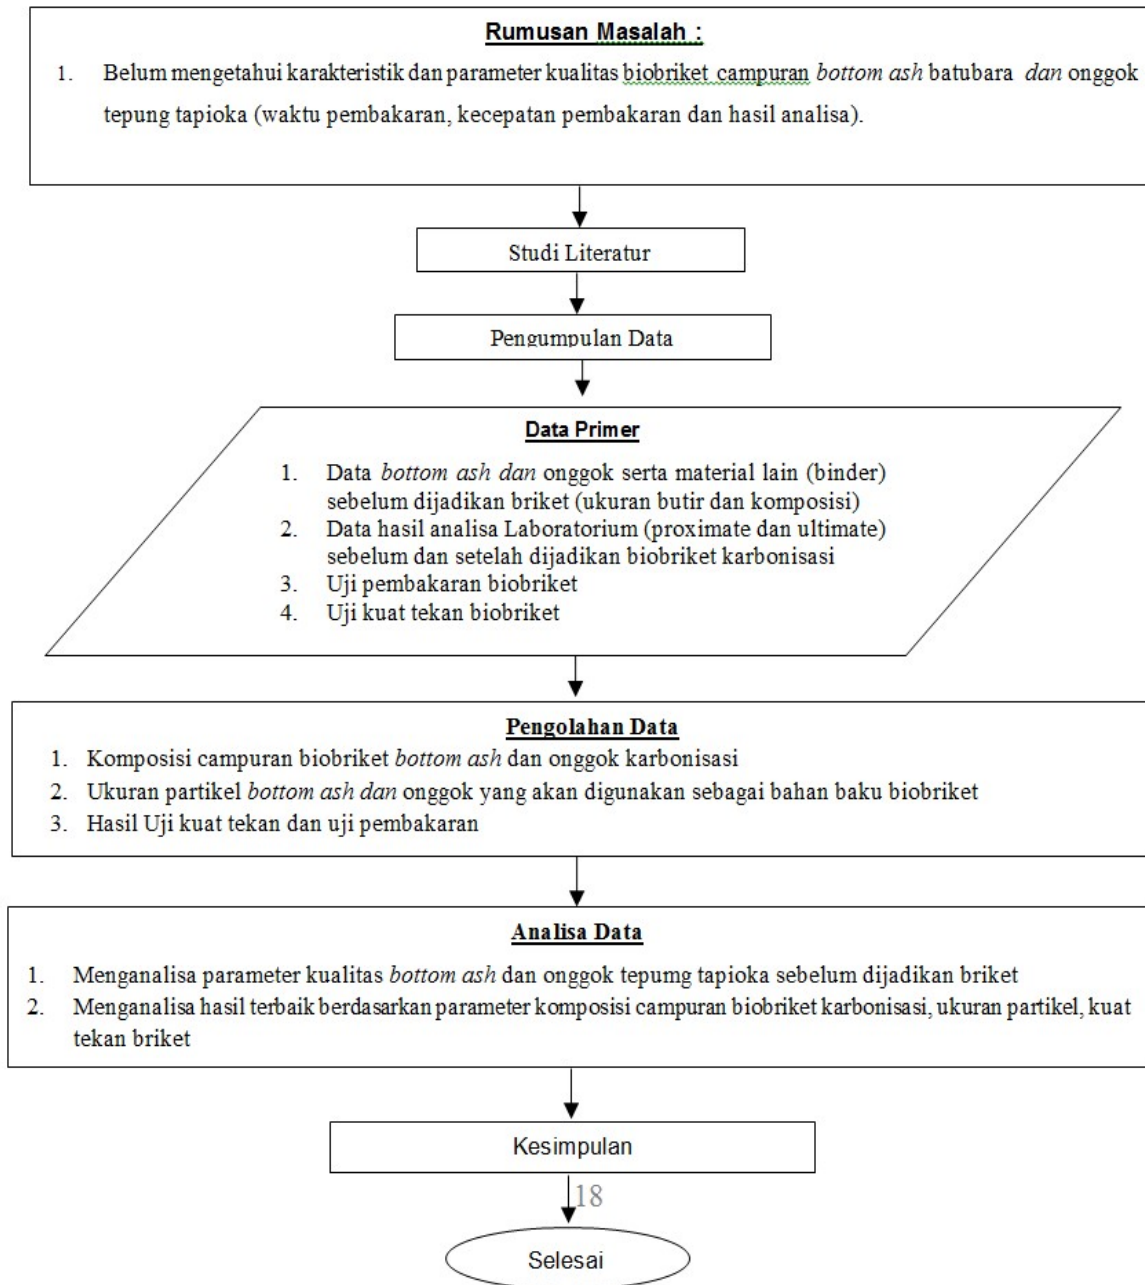 Rumusan Masalah :
1. Belum mengetahui karakteristik dan parameter kualitas biobriket campuran bottom ash batubara dan onggok
tepung tapioka (waktu pembakaran, kecepatan pembakaran dan hasil analisa).
Studi Literatur
Pengumpulan Data
Data Primer
1. Data bottom ash dan onggok serta material lain (binder)
sebelum dijadikan briket (ukuran butir dan komposisi)
2. Data hasil analisa Laboratorium (proximate dan ultimate)
sebelum dan setelah dijadikan biobriket karbonisasi
3. Uji pembakaran biobriket
4. Uji kuat tekan biobriket
Pengolahan Data
1. Komposisi campuran biobriket bottom ash dan onggok karbonisasi
2. Ukuran partikel bottom ash dan onggok yang akan digunakan sebagai bahan baku biobriket
3. Hasil Uji kuat tekan dan uji pembakaran
Analisa Data
1. Menganalisa parameter kualitas bottom ash dan onggok tepumg tapioka sebelum dijadikan briket
2. Menganalisa hasil terbaik berdasarkan parameter komposisi campuran biobriket karbonisasi, ukuran partikel, kuat
tekan briket
Kesimpulan
18
Selesai